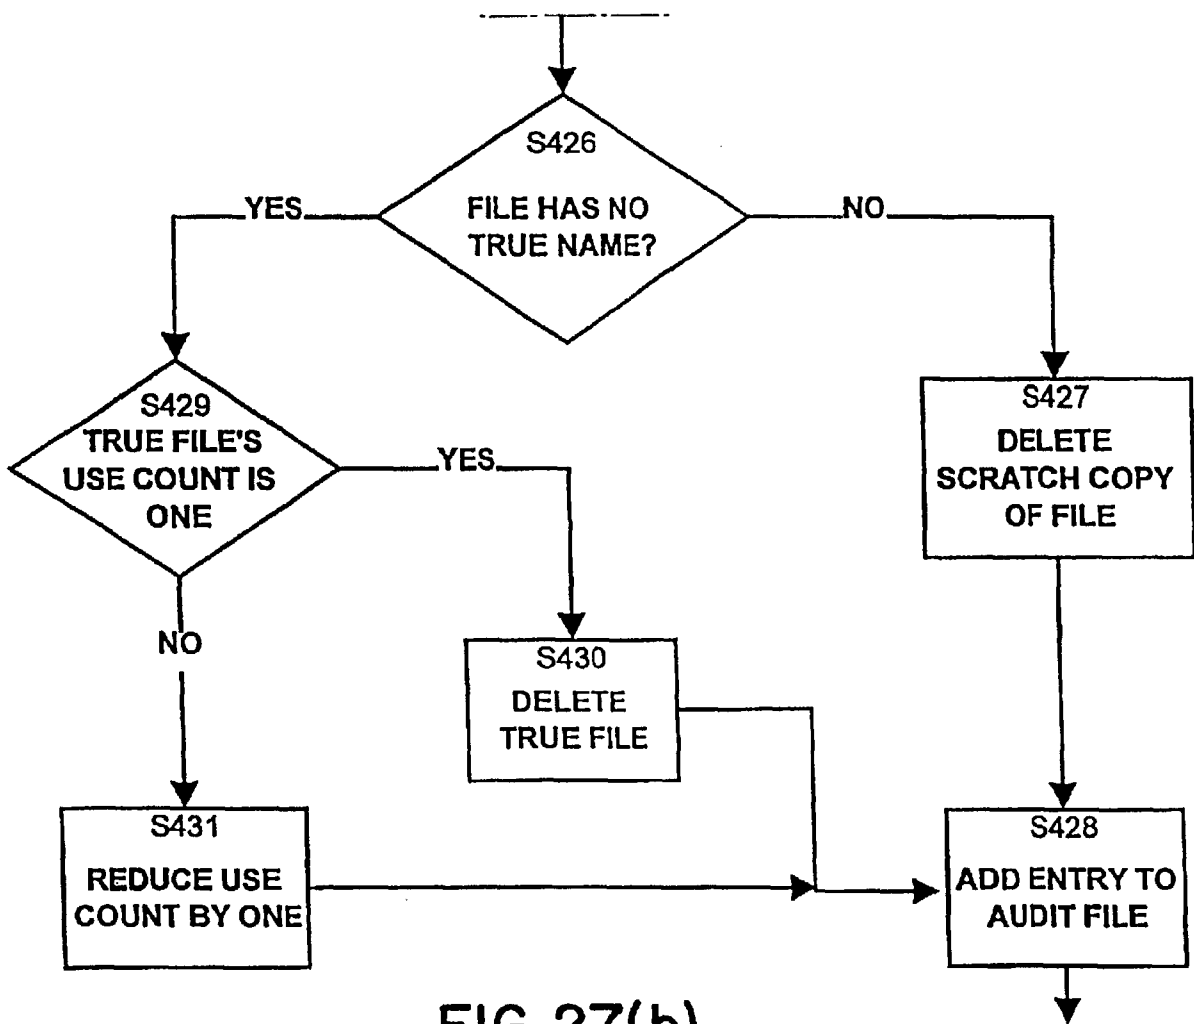 S426
FILE HAS NO
TRUE NAME?
YES
NO
S429
TRUE FILE'S
USE COUNT IS
ONE
YES
NO
S427
DELETE
SCRATCH COPY
OF FILE
S430
DELETE
TRUE FILE
S431
REDUCE USE
COUNT BY ONE
S428
ADD ENTRY TO
AUDIT FILE
FIG. 27(b)